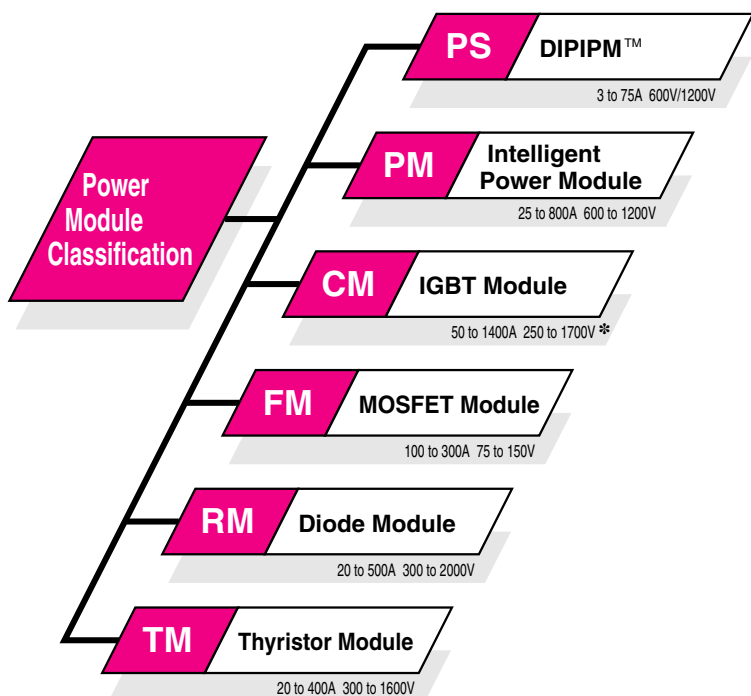 Power
Module
Classification
PS
DIPIPM™
3 to 75A 600V/1200V
PM
Intelligent
Power Module
25 to 800A 600 to 1200V
CM
IGBT Module
50 to 1400A 250 to 1700V ✽
FM
MOSFET Module
100 to 300A 75 to 150V
RM
Diode Module
20 to 500A 300 to 2000V
TM
Thyristor Module
20 to 400A 300 to 1600V